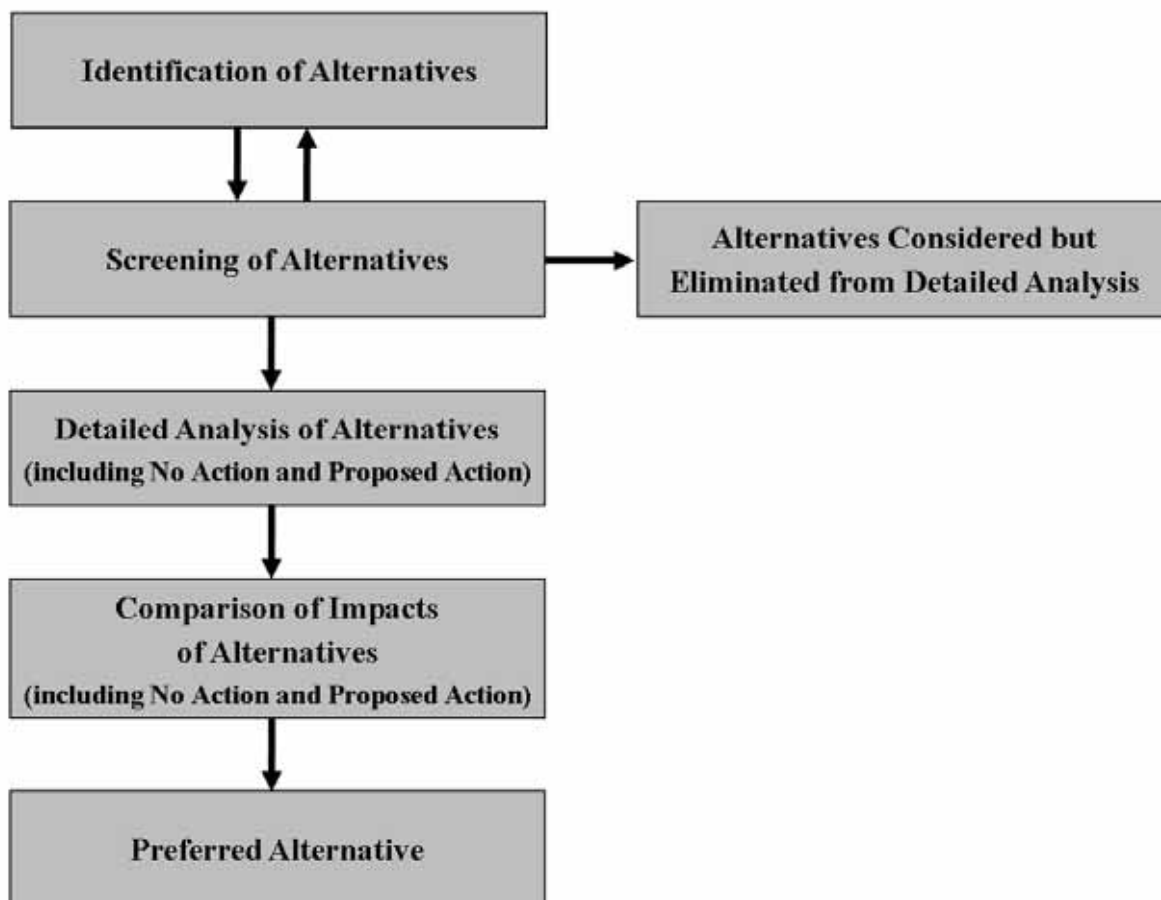 Identification of Alternatives
Screening of Alternatives
Alternatives Considered but
Eliminated from Detailed Analysis
Detailed Analysis of Alternatives
(including No Action and Proposed Action)
Comparison of Impacts
of Alternatives
(including No Action and Proposed Action)
Preferred Alternative